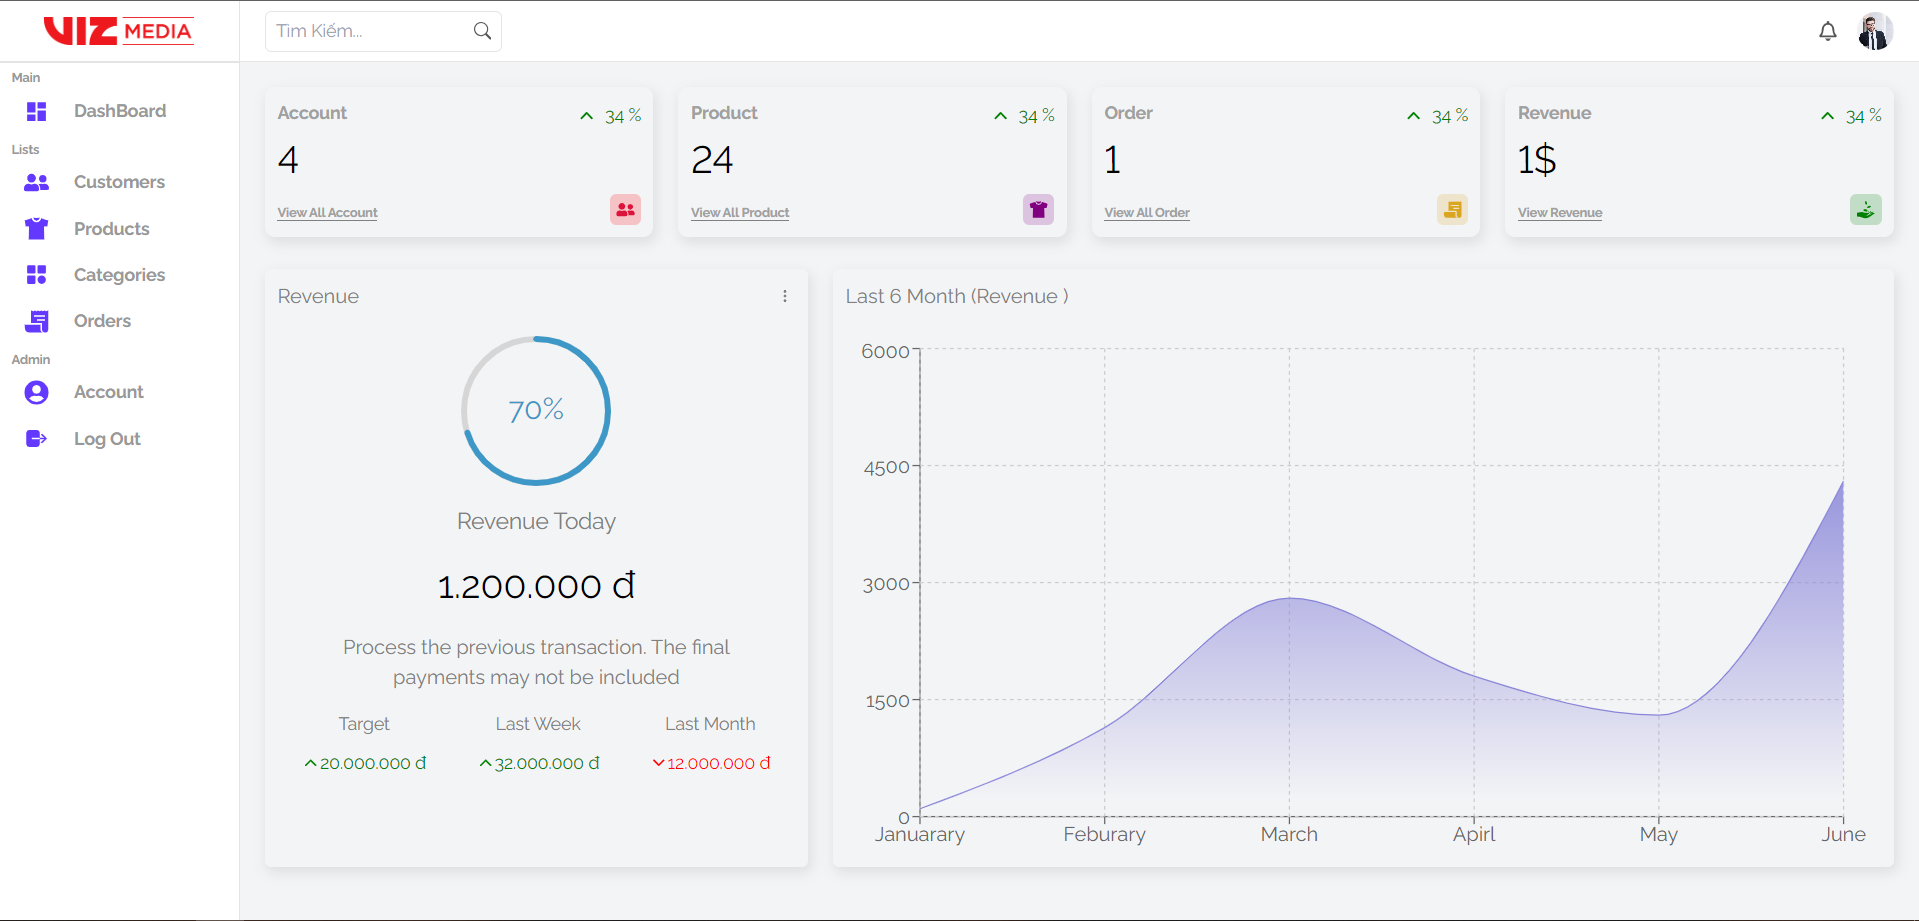 VIZ MEDIA
Tìm Kiếm...
Main
DashBoard
Lists
Customers
Products
Categories
Orders
Admin
Account
Log Out
Account
34 %
4
View All Account
Product
34 %
24
View All Product
Order
34 %
1
View All Order
Revenue
34 %
1$
View Revenue
Revenue
70%
Revenue Today
1.200.000 đ
Process the previous transaction. The final
payments may not be included
Target
Last Week
Last Month
20.000.000 đ
32.000.000 đ
12.000.000 đ
Last 6 Month (Revenue )
6000
4500
3000
1500
0
Januarary
Feburary
March
Apirl
May
June